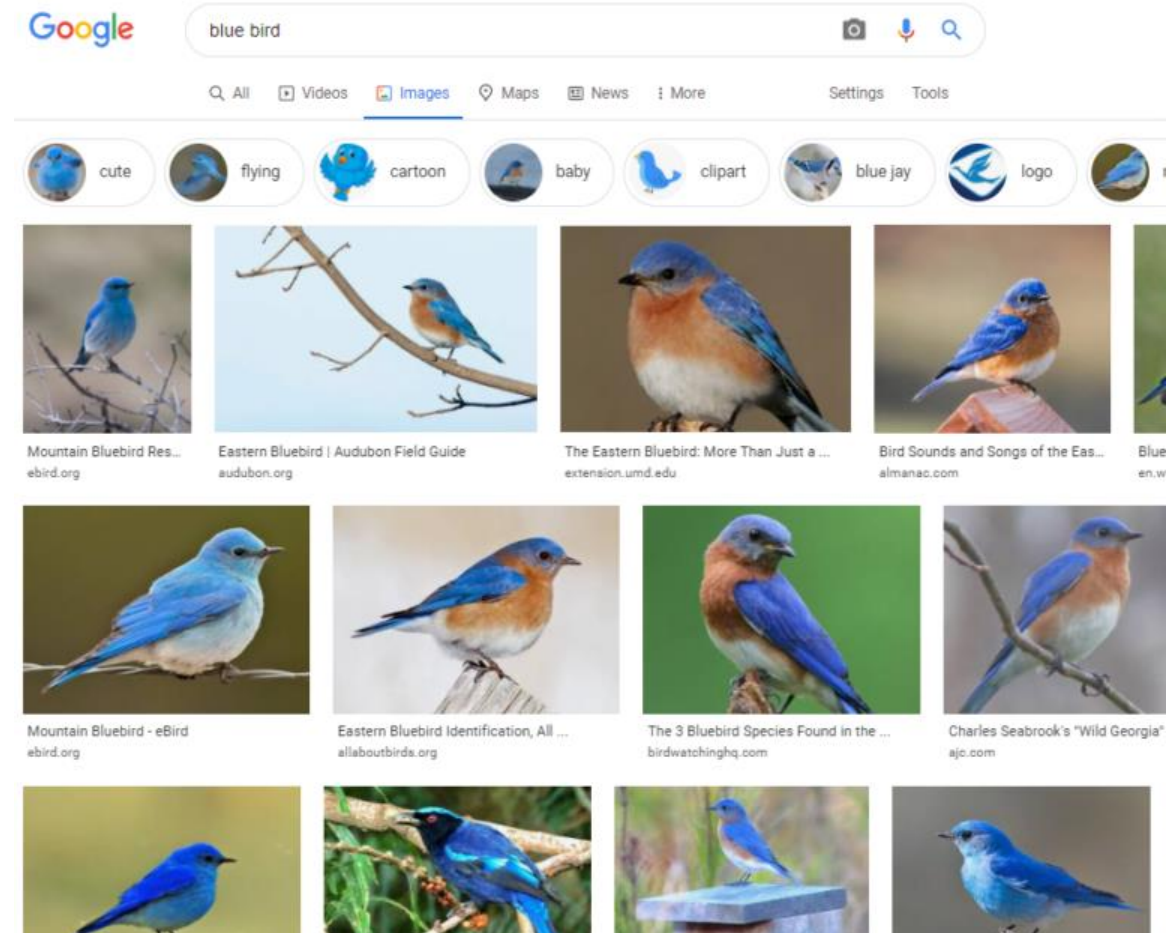 Google
blue bird
All Videos Images Maps News More Settings Tools
cute flying cartoon baby clipart blue jay logo
Mountain Bluebird Res... Eastern Bluebird | Audubon Field Guide The Eastern Bluebird: More Than Just a ... Bird Sounds and Songs of the Eas... Blue
ebird.org audubon.org extension.umd.edu almanac.com en.w
Mountain Bluebird - eBird Eastern Bluebird Identification, All ... The 3 Bluebird Species Found in the ... Charles Seabrook's "Wild Georgia"
ebird.org allaboutbirds.org birdwatchinghq.com ajc.com